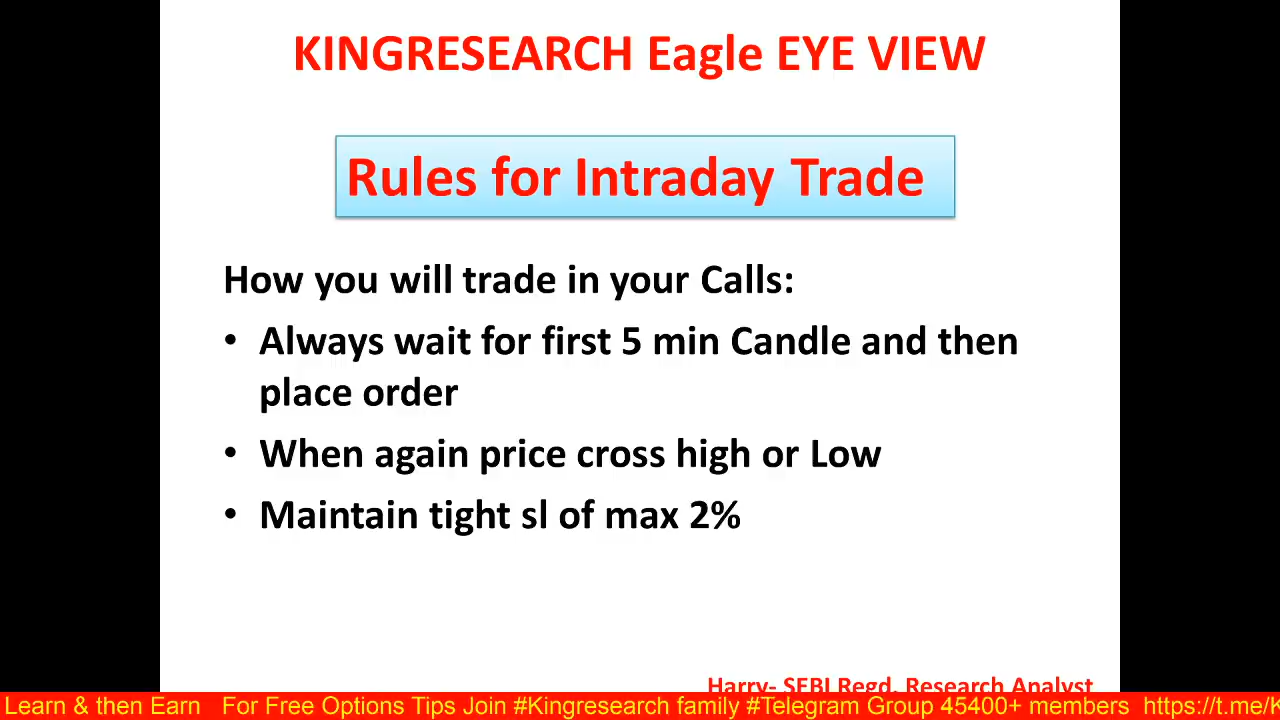 KINGRESEARCH Eagle EYE VIEW
Rules for Intraday Trade
How you will trade in your Calls:
• Always wait for first 5 min Candle and then
place order
• When again price cross high or Low
• Maintain tight sl of max 2%
Harry- SEBI Regd. Research Analyst
Learn & then Earn For Free Options Tips Join #Kingresearch family #Telegram Group 45400+ members https://t.me/K